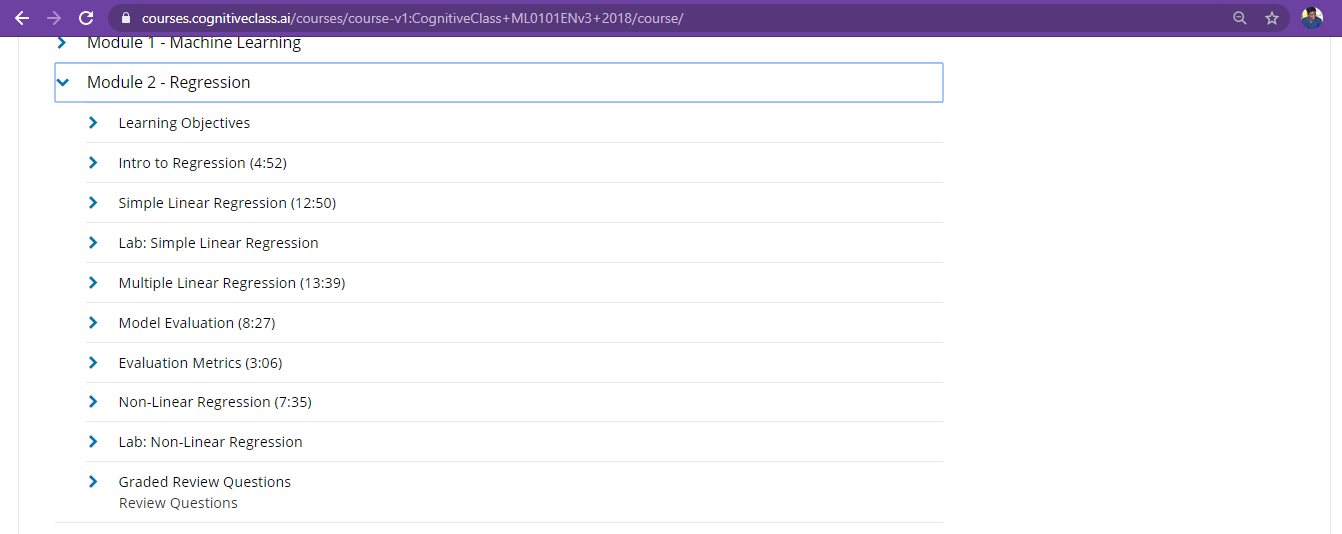 courses.cognitiveclass.ai/courses/course-v1:CognitiveClass+ML0101ENv3+2018/course/
Module 1 - Machine Learning
Module 2 - Regression
Learning Objectives
Intro to Regression (4:52)
Simple Linear Regression (12:50)
Lab: Simple Linear Regression
Multiple Linear Regression (13:39)
Model Evaluation (8:27)
Evaluation Metrics (3:06)
Non-Linear Regression (7:35)
Lab: Non-Linear Regression
Graded Review Questions
Review Questions